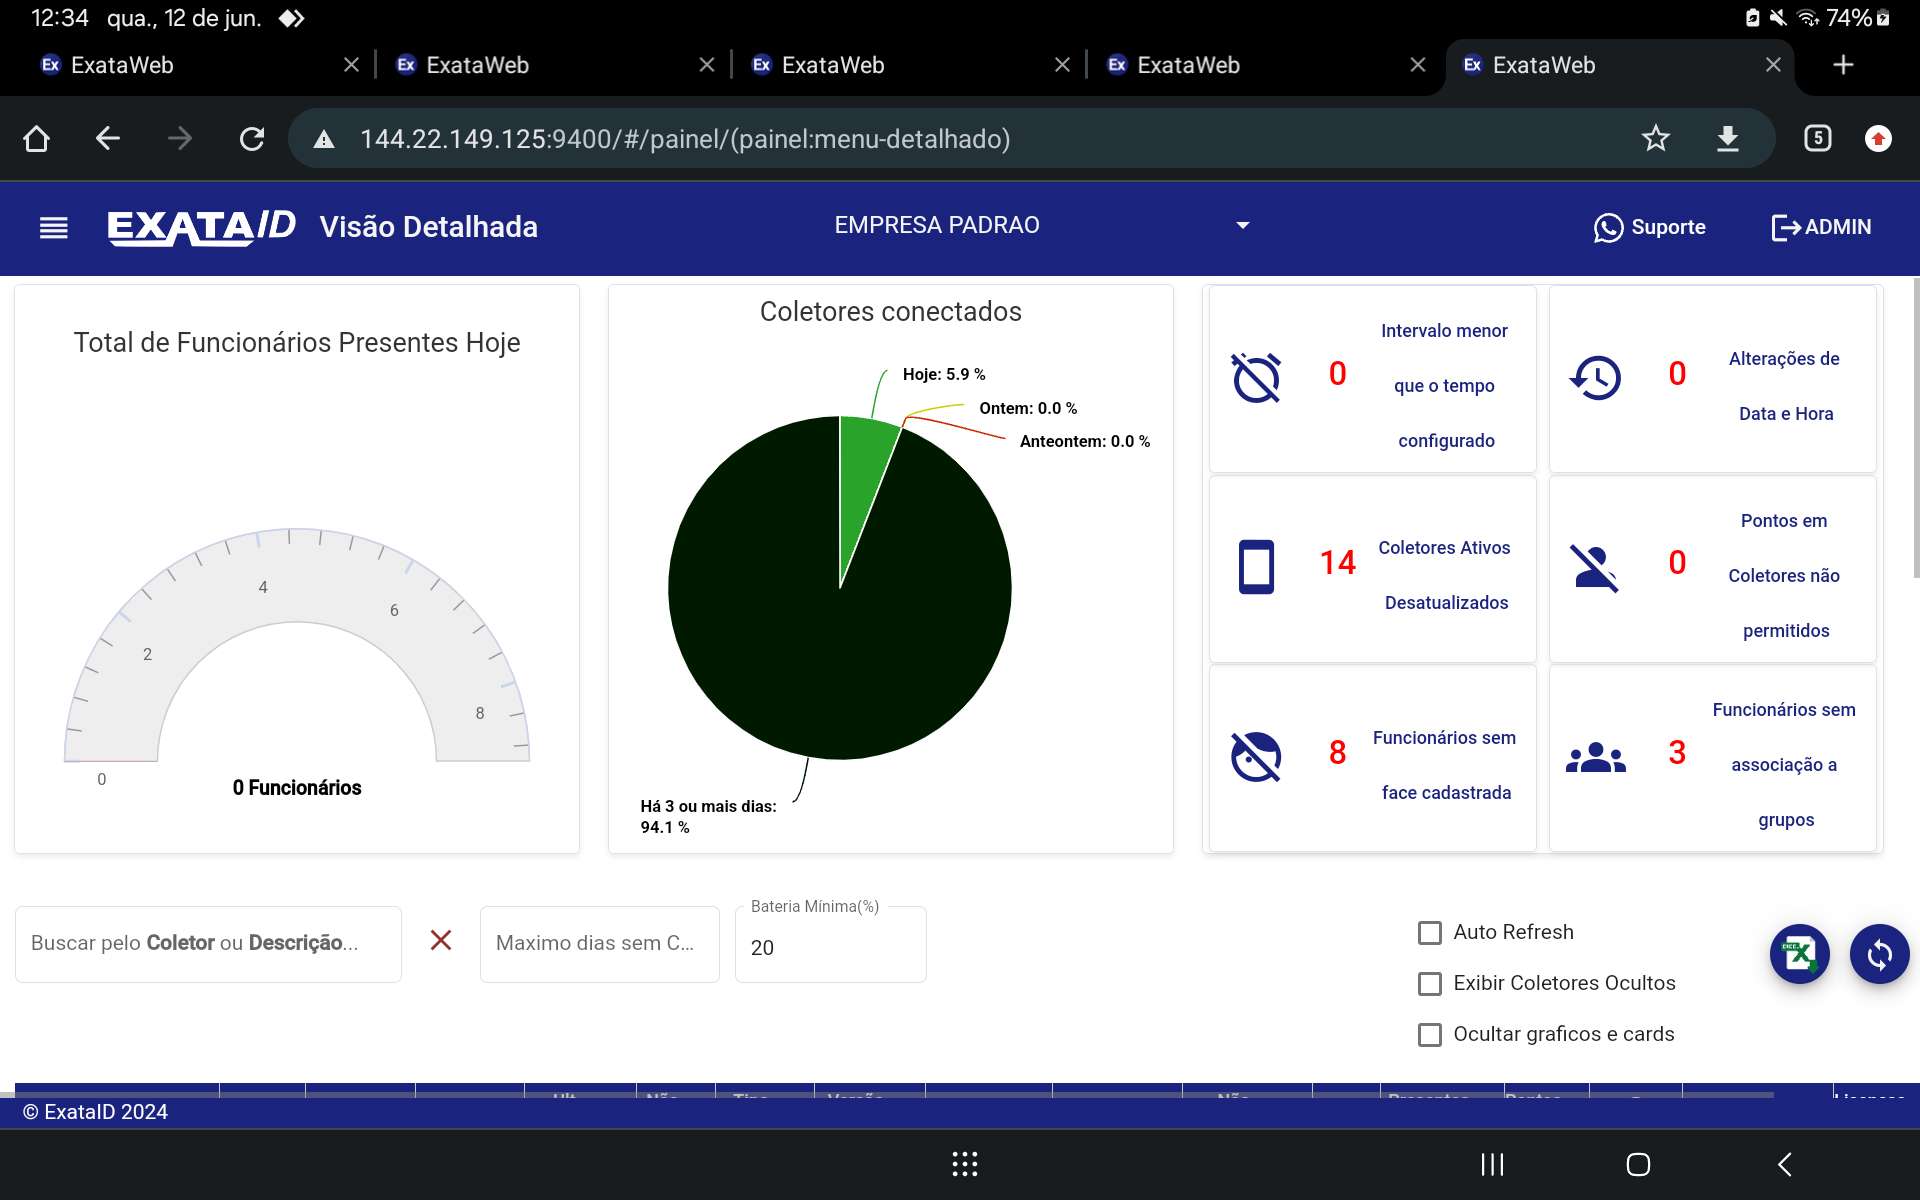 12:34 qua., 12 de jun. 74%
Ex ExataWeb Ex ExataWeb Ex ExataWeb Ex ExataWeb Ex ExataWeb
144.22.149.125:9400/#/painel/(painel:menu-detalhado) 5
EXATAID Visão Detalhada EMPRESA PADRAO Suporte ADMIN
Total de Funcionários Presentes Hoje
0
2
4
6
8
0 Funcionários
Coletores conectados
Hoje: 5.9 %
Ontem: 0.0 %
Anteontem: 0.0 %
Há 3 ou mais dias:
94.1 %
0
Intervalo menor
que o tempo
configurado
0
Alterações de
Data e Hora
14
Coletores Ativos
Desatualizados
0
Pontos em
Coletores não
permitidos
8
Funcionários sem
face cadastrada
3
Funcionários sem
associação a
grupos
Buscar pelo Coletor ou Descrição...
Maximo dias sem C...
Bateria Mínima(%)
20
Auto Refresh
Exibir Coletores Ocultos
Ocultar graficos e cards
© ExataID 2024